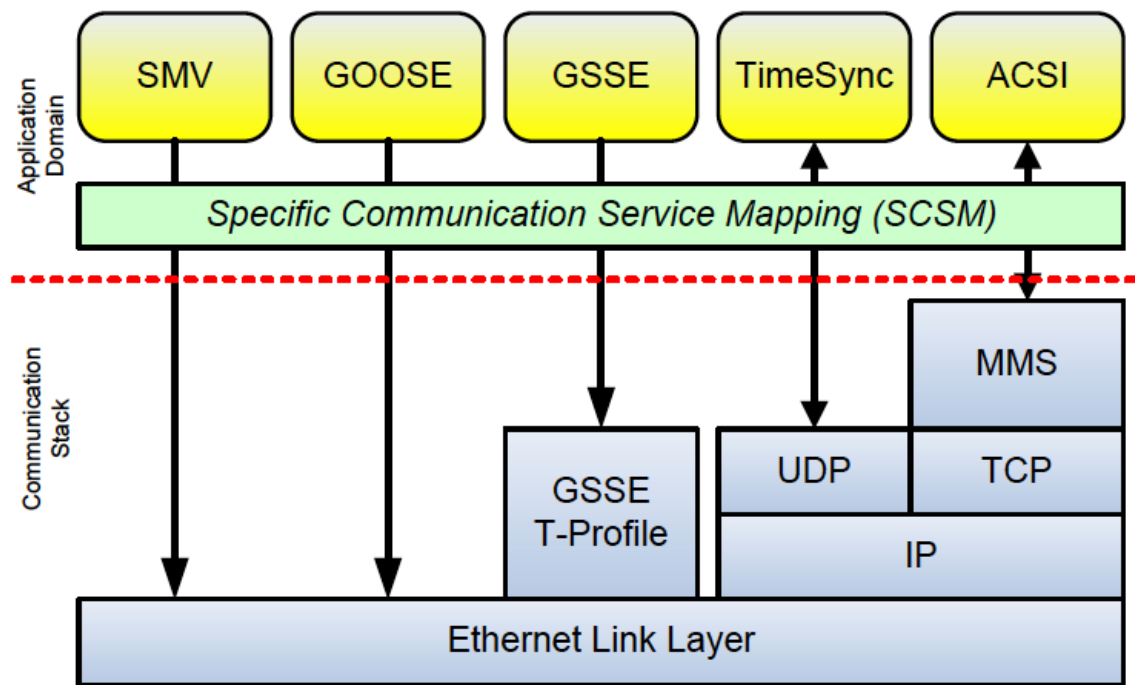 SMV
GOOSE
GSSE
TimeSync
ACSI
Application
Domain
Specific Communication Service Mapping (SCSM)
Communication
Stack
MMS
GSSE
T-Profile
UDP
TCP
IP
Ethernet Link Layer